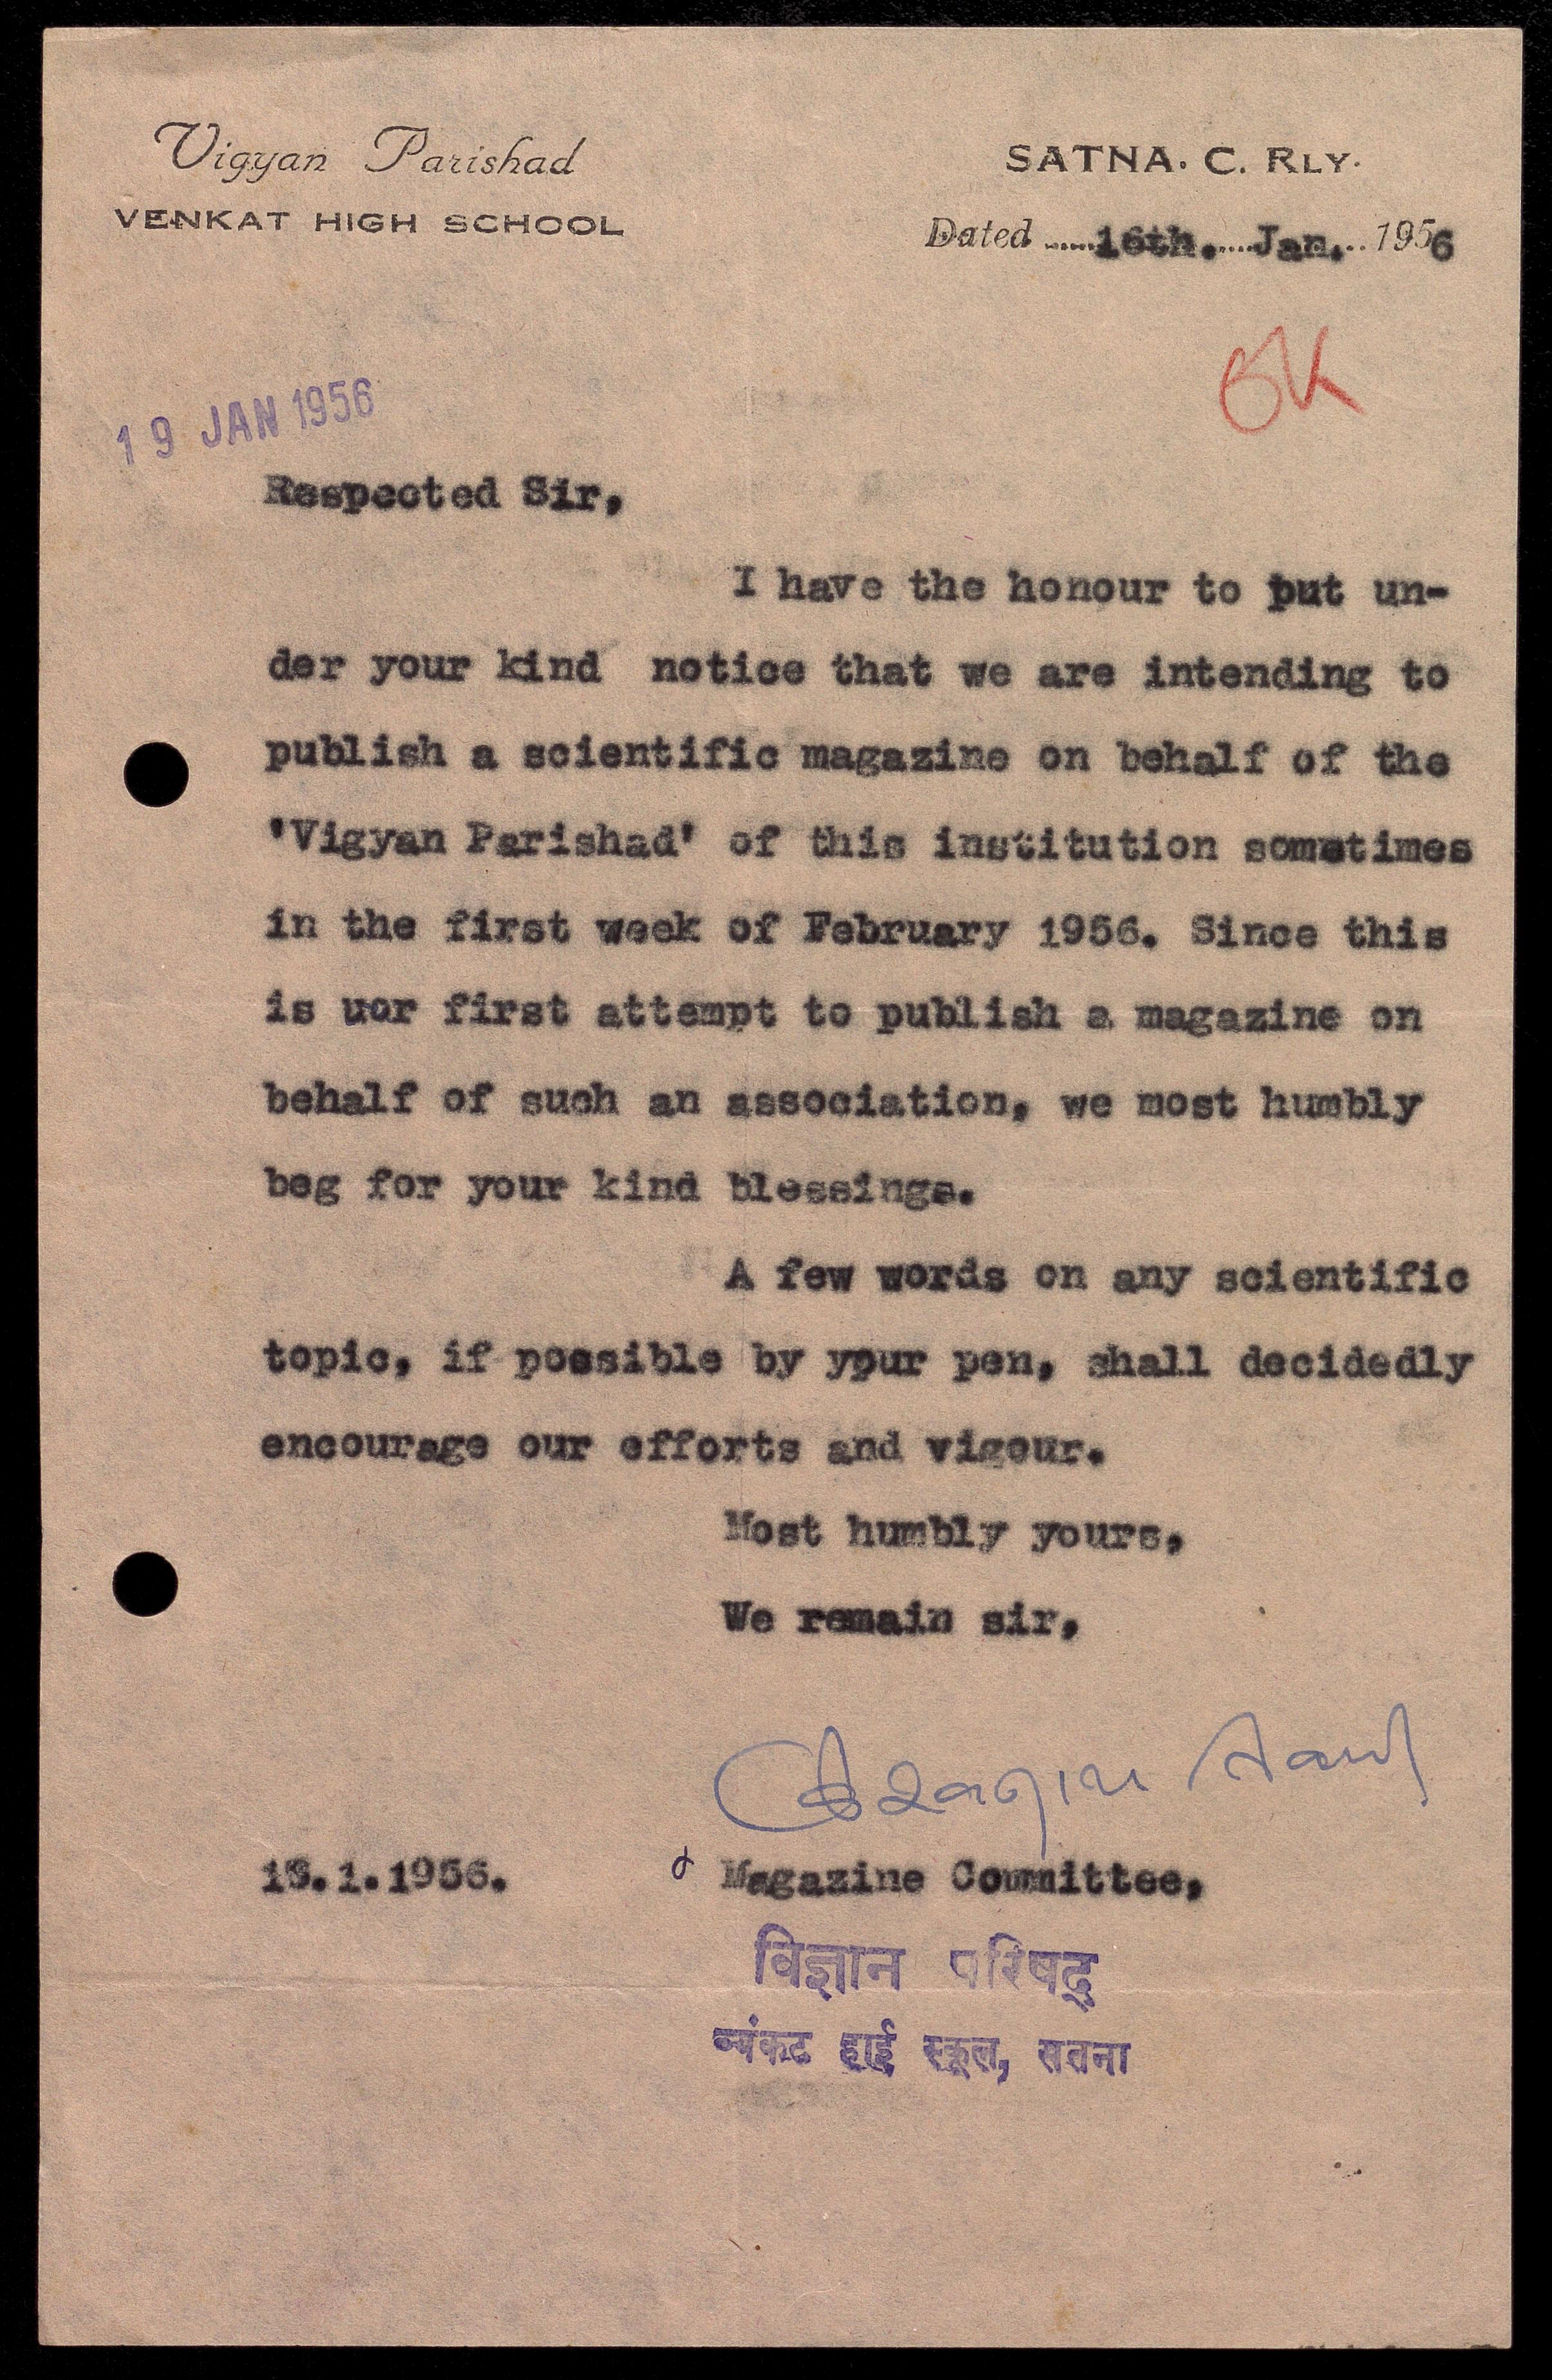 Vigyan Parishad
VENKAT HIGH SCHOOL
SATNA. C. RLY.
Dated ......16th.....Jan... 1956
OK
19 JAN 1956
Respected Sir,
I have the honour to put un-
der your kind notice that we are intending to
publish a scientific magazine on behalf of the
'Vigyan Parishad' of this institution sometimes
in the first week of February 1956. Since this
is uor first attempt to publish a magazine on
behalf of such an association, we most humbly
beg for your kind blessings.
A few words on any scientific
topic, if possible by your pen, shall decidedly
encourage our efforts and vigour.
Most humbly yours,
We remain sir,
Magazine Committee,
विज्ञान परिषद्
व्यंकट हाई स्कूल, सतना